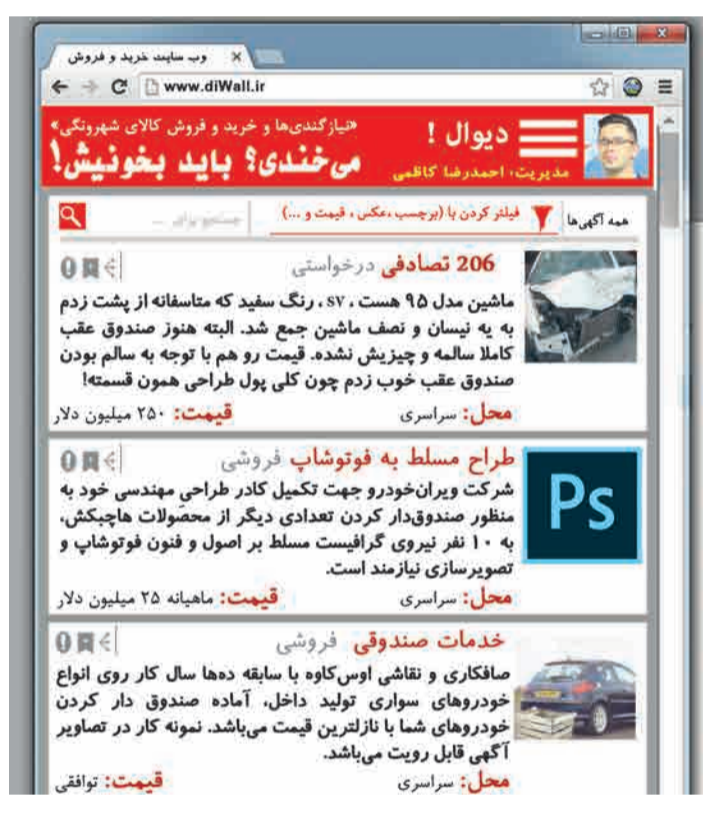 وب سایت خرید و فروش
www.diWall.ir
دیوال !
«نیازگندی‌ها و خرید و فروش کالای شهرونگی»
می‌خندی؟ باید بخونیش!
مدیریت، احمدرضا کاظمی
همه آگهی‌ها
فیلتر کردن با (برچسب ،عکس ، قیمت و ...)
جستجو برای ...
206 تصادفی درخواستی
ماشین مدل ۹۵ هست ، sv ، رنگ سفید که متاسفانه از پشت زدم
به یه نیسان و نصف ماشین جمع شد. البته هنوز صندوق عقب
کاملا سالمه و چیزیش نشده. قیمت رو هم با توجه به سالم بودن
صندوق عقب خوب زدم چون کلی پول طراحی همون قسمته!
محل: سراسری قیمت: ۲۵۰ میلیون دلار
طراح مسلط به فوتوشاپ فروشی
Ps
شرکت ویران‌خودرو جهت تکمیل کادر طراحی مهندسی خود به
منظور صندوق‌دار کردن تعدادی دیگر از محصولات هاچبکش،
به ۱۰ نفر نیروی گرافیست مسلط بر اصول و فنون فوتوشاپ و
تصویرسازی نیازمند است.
محل: سراسری قیمت: ماهیانه ۲۵ میلیون دلار
خدمات صندوقی فروشی
صافکاری و نقاشی اوس‌کاوه با سابقه ده‌ها سال کار روی انواع
خودروهای سواری تولید داخل، آماده صندوق دار کردن
خودروهای شما با نازلترین قیمت می‌باشد. نمونه کار در تصاویر
آگهی قابل رویت می‌باشد.
محل: سراسری قیمت: توافقی